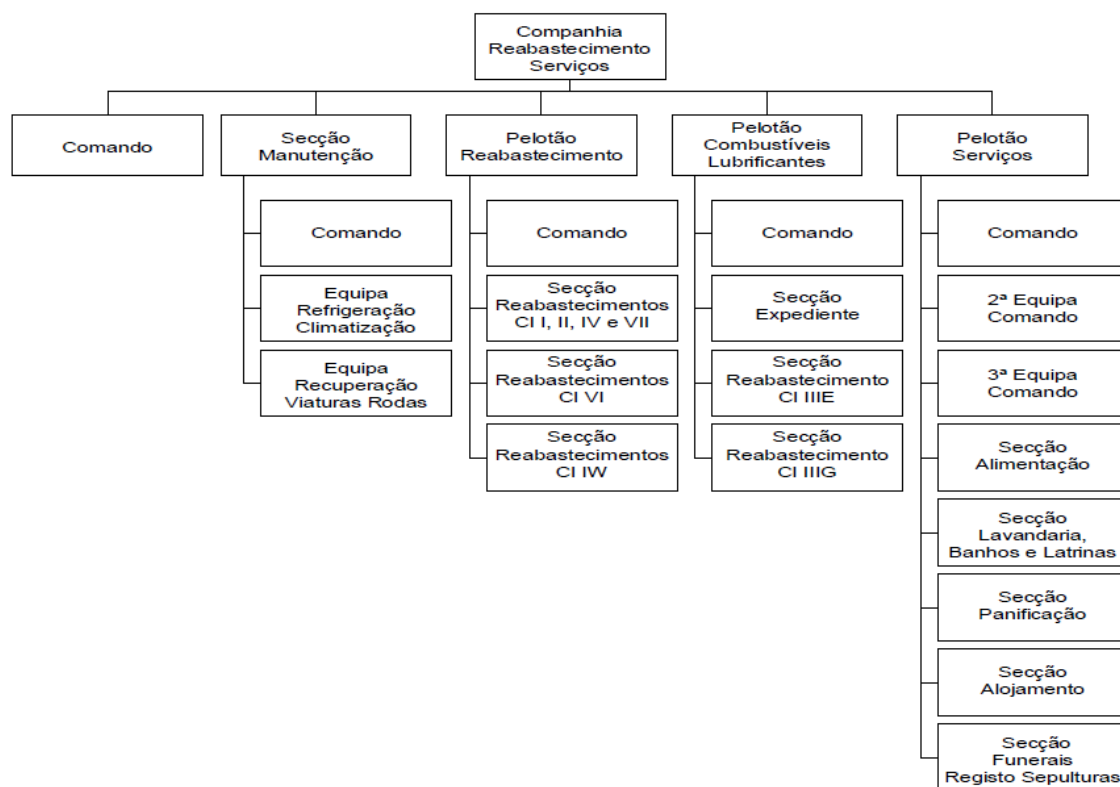 Companhia
Reabastecimento
Serviços
Comando
Secção
Manutenção
Pelotão
Reabastecimento
Pelotão
Combustíveis
Lubrificantes
Pelotão
Serviços
Comando
Equipa
Refrigeração
Climatização
Equipa
Recuperação
Viaturas Rodas
Comando
Secção
Reabastecimentos
Cl I, II, IV e VII
Secção
Reabastecimentos
Cl VI
Secção
Reabastecimentos
Cl IW
Comando
Secção
Expediente
Secção
Reabastecimento
Cl IIIE
Secção
Reabastecimento
Cl IIIG
Comando
2ª Equipa
Comando
3ª Equipa
Comando
Secção
Alimentação
Secção
Lavandaria,
Banhos e Latrinas
Secção
Panificação
Secção
Alojamento
Secção
Funerais
Registo Sepulturas